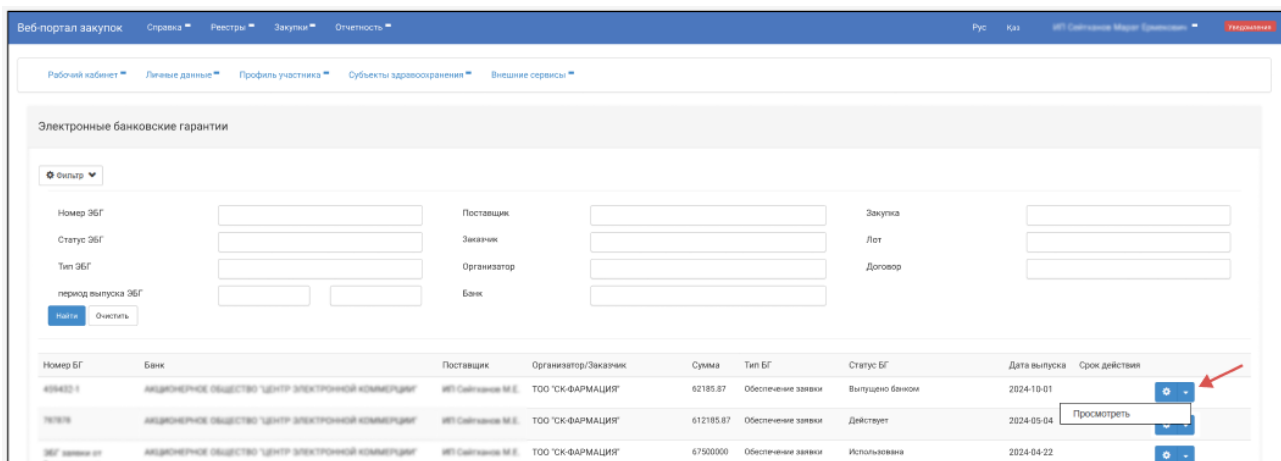 Веб-портал закупок Справка Реестры Закупки Отчетность Рус Қаз Уведомления
Рабочий кабинет Личные данные Профиль участника Субъекты здравоохранения Внешние сервисы
Электронные банковские гарантии
Фильтр
Номер ЭБГ Поставщик Закупка
Статус ЭБГ Заказчик Лот
Тип ЭБГ Организатор Договор
период выпуска ЭБГ Банк
Найти Очистить
Номер БГ Банк Поставщик Организатор/Заказчик Сумма Тип БГ Статус БГ Дата выпуска Срок действия
ТОО "СК-ФАРМАЦИЯ" 62185.87 Обеспечение заявки Выпущено банком 2024-10-01
Просмотреть
ТОО "СК-ФАРМАЦИЯ" 612185.87 Обеспечение заявки Действует 2024-05-04
ТОО "СК-ФАРМАЦИЯ" 67500000 Обеспечение заявки Использована 2024-04-22